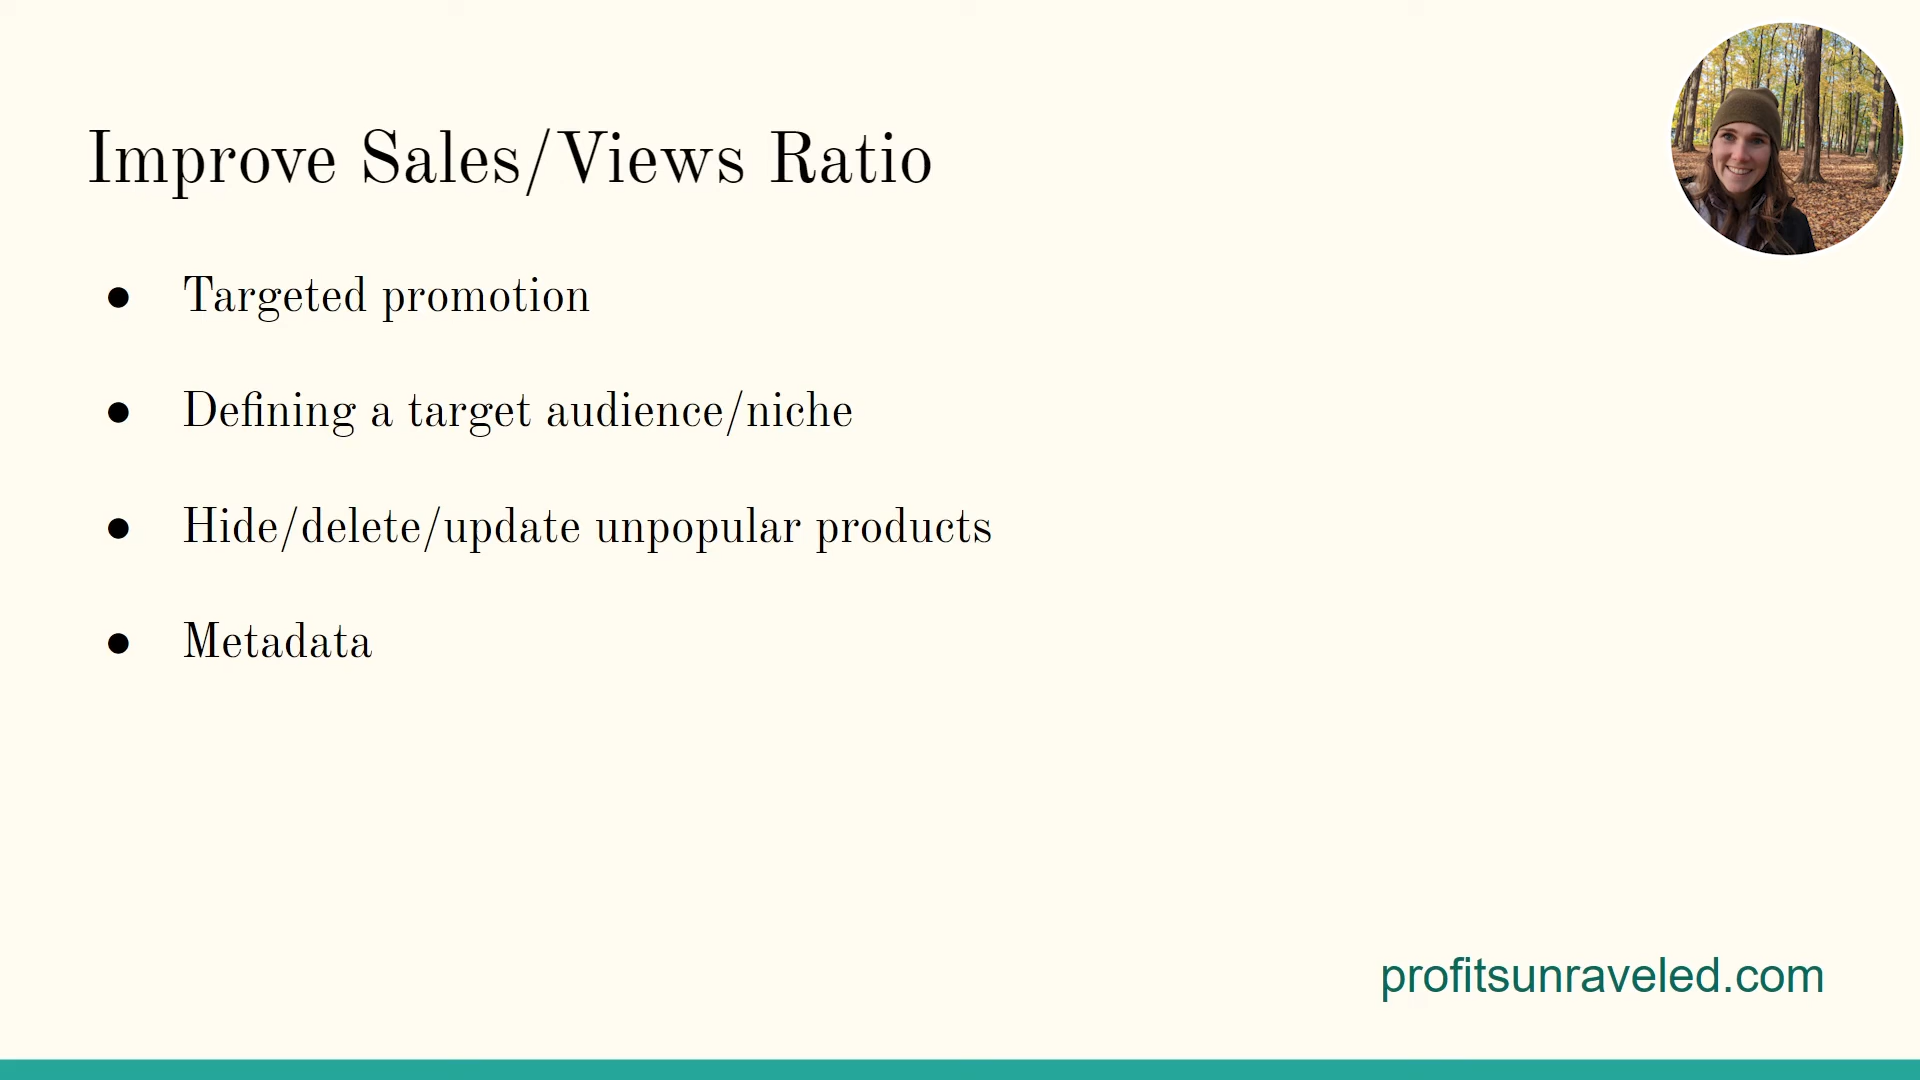 Improve Sales/Views Ratio
● Targeted promotion
● Defining a target audience/niche
● Hide/delete/update unpopular products
● Metadata
profitsunraveled.com